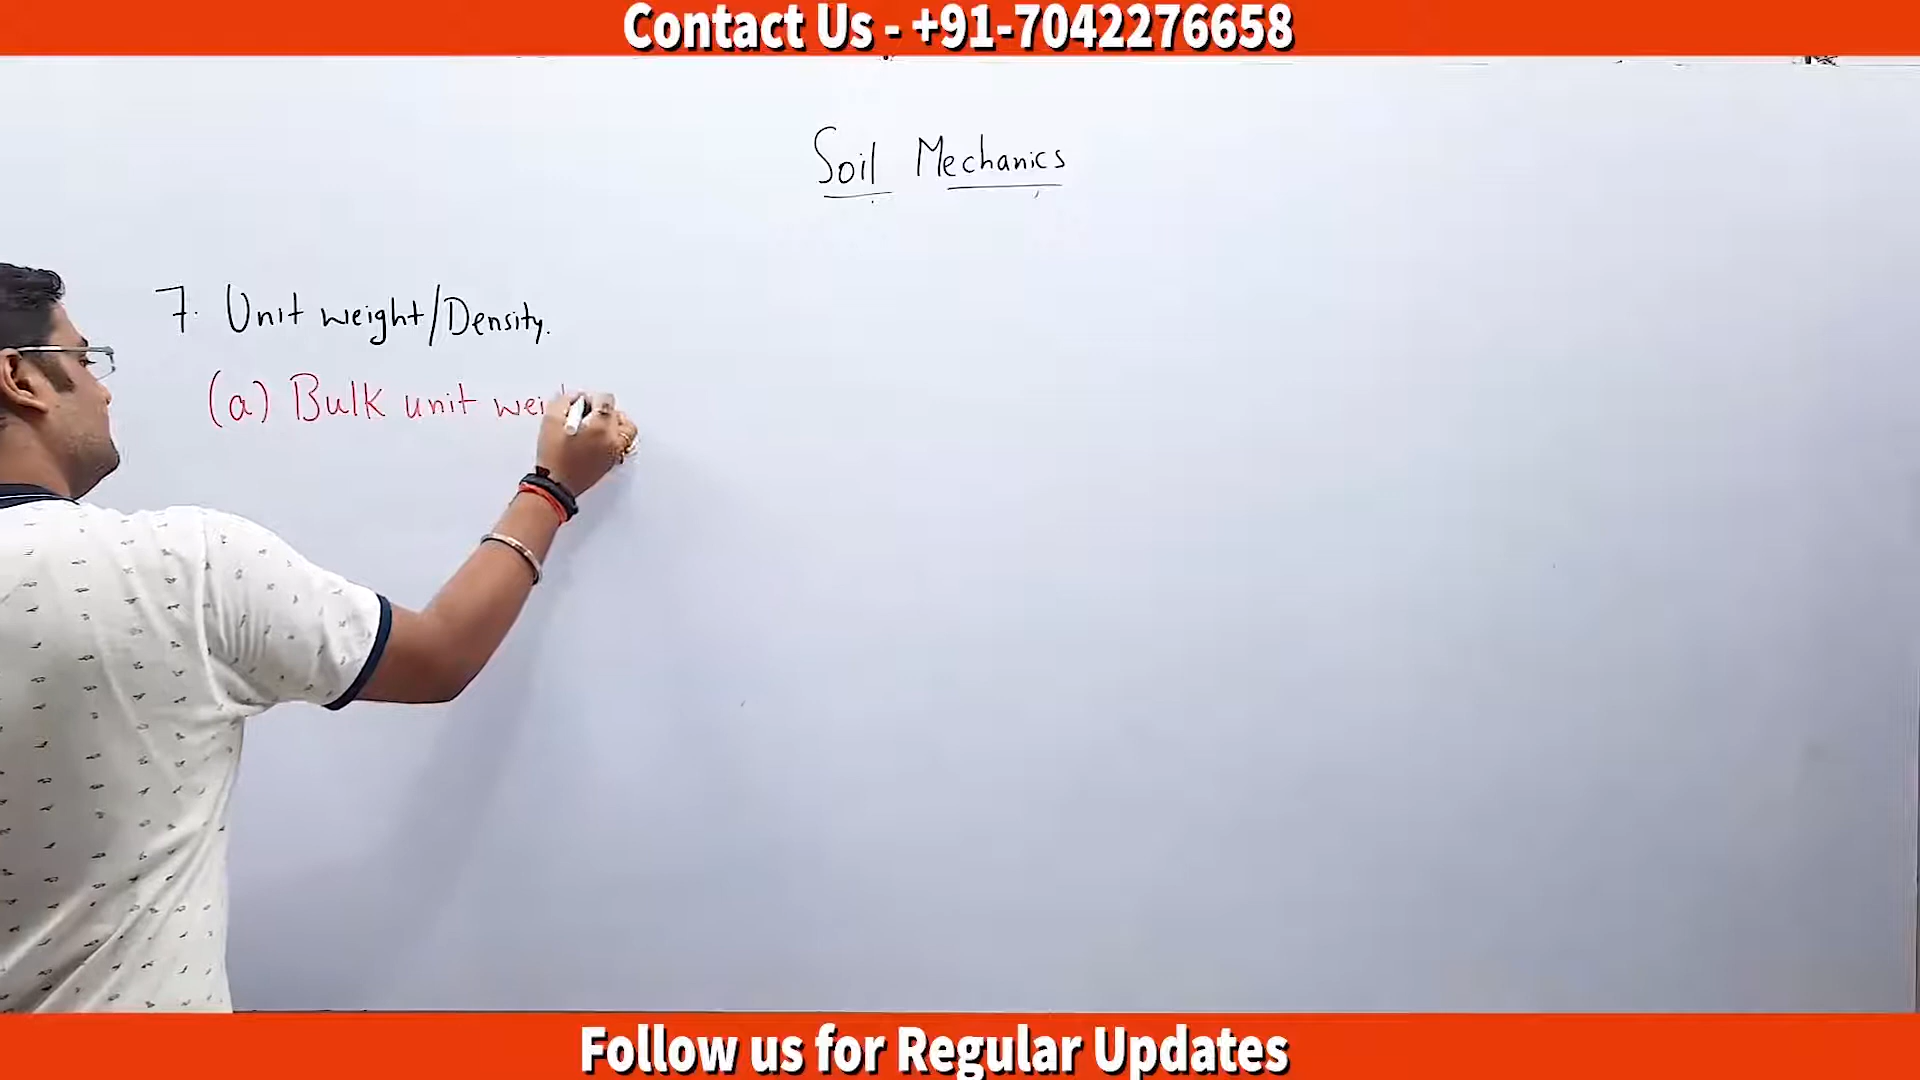 Contact Us - +91-7042276658
Soil Mechanics
7. Unit weight/Density.
(a) Bulk unit wei
Follow us for Regular Updates